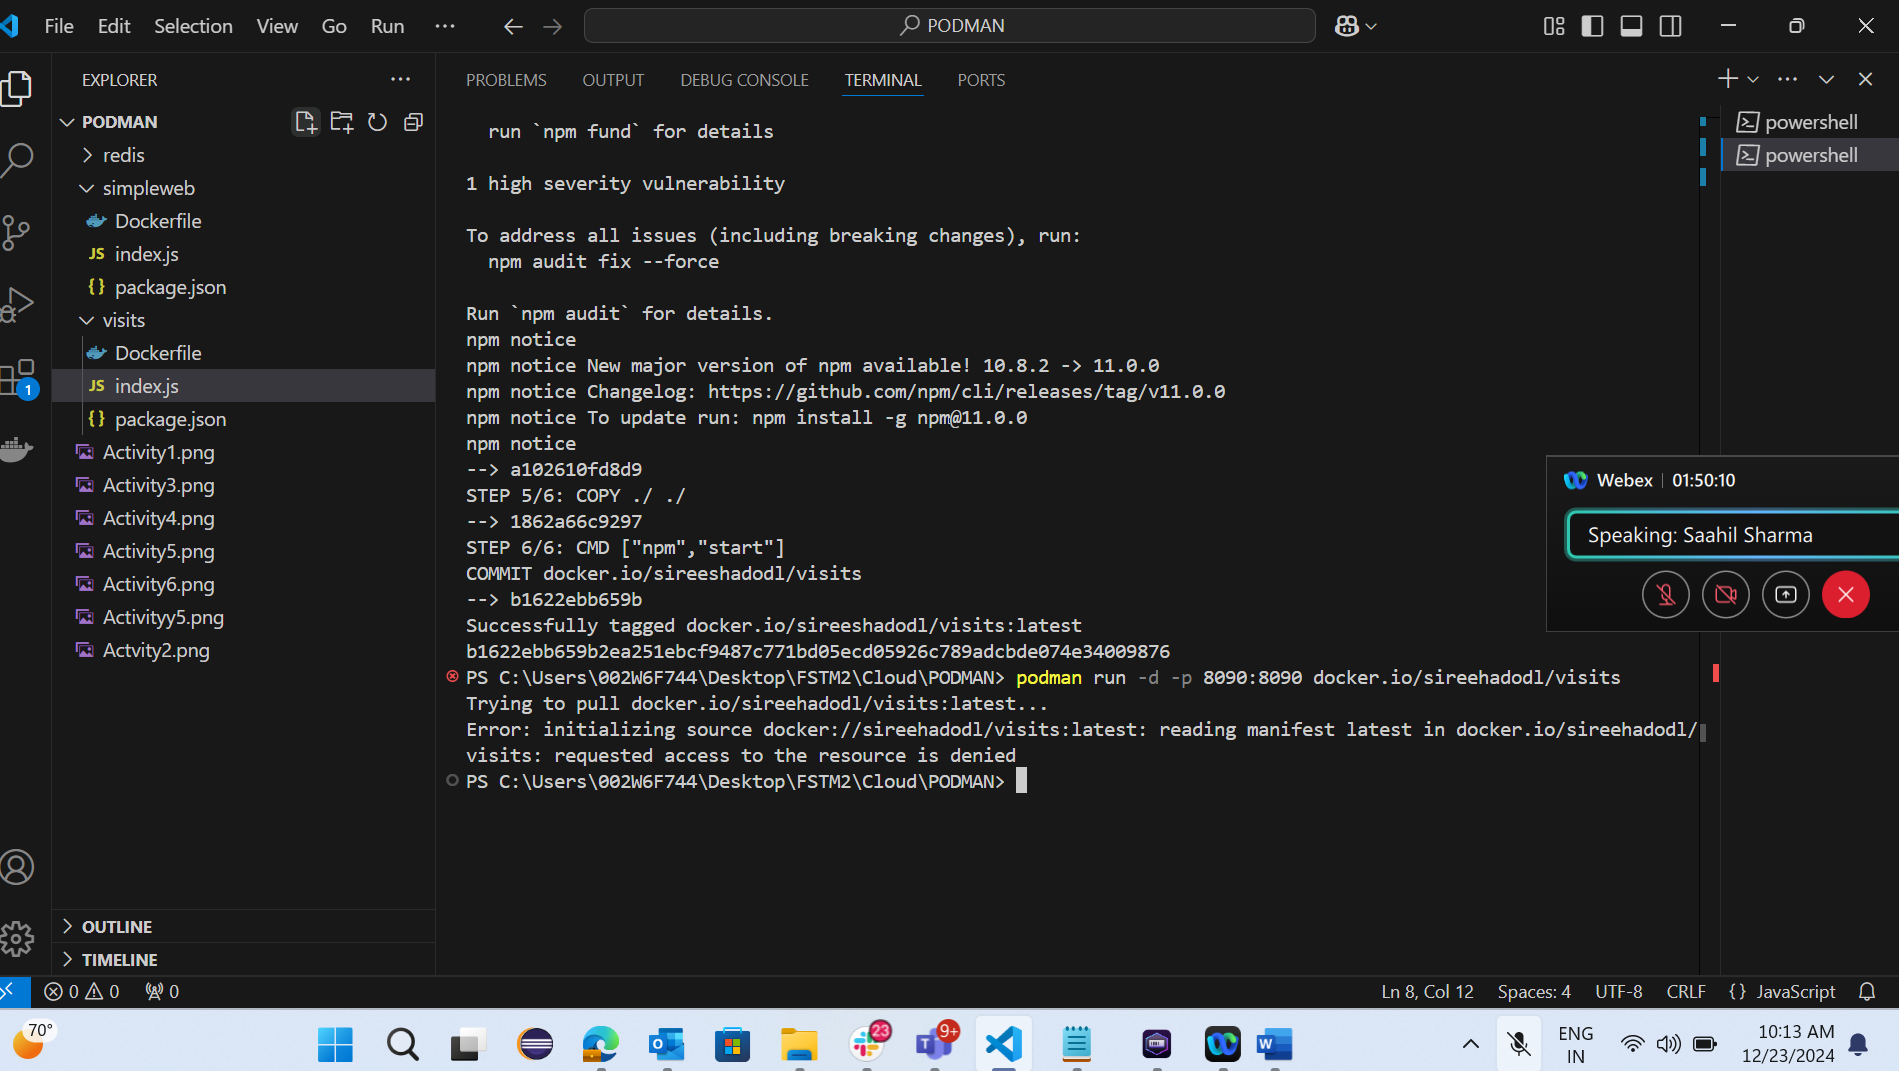 File Edit Selection View Go Run ···
PODMAN
EXPLORER
PODMAN
redis
simpleweb
Dockerfile
JS index.js
{} package.json
visits
Dockerfile
JS index.js
{} package.json
Activity1.png
Activity3.png
Activity4.png
Activity5.png
Activity6.png
Activityy5.png
Actvity2.png
OUTLINE
TIMELINE
1
PROBLEMS OUTPUT DEBUG CONSOLE TERMINAL PORTS
run `npm fund` for details
1 high severity vulnerability
To address all issues (including breaking changes), run:
npm audit fix --force
Run `npm audit` for details.
npm notice
npm notice New major version of npm available! 10.8.2 -> 11.0.0
npm notice Changelog: https://github.com/npm/cli/releases/tag/v11.0.0
npm notice To update run: npm install -g npm@11.0.0
npm notice
--> a102610fd8d9
STEP 5/6: COPY ./ ./
--> 1862a66c9297
STEP 6/6: CMD ["npm","start"]
COMMIT docker.io/sireeshadodl/visits
--> b1622ebb659b
Successfully tagged docker.io/sireeshadodl/visits:latest
b1622ebb659b2ea251ebcf9487c771bd05ecd05926c789adcbde074e34009876
PS C:\Users\002W6F744\Desktop\FSTM2\Cloud\PODMAN> podman run -d -p 8090:8090 docker.io/sireehadodl/visits
Trying to pull docker.io/sireehadodl/visits:latest...
Error: initializing source docker://sireehadodl/visits:latest: reading manifest latest in docker.io/sireehadodl/
visits: requested access to the resource is denied
PS C:\Users\002W6F744\Desktop\FSTM2\Cloud\PODMAN>
powershell
powershell
Webex | 01:50:10
Speaking: Saahil Sharma
0 0 0
Ln 8, Col 12 Spaces: 4 UTF-8 CRLF {} JavaScript
70°
23
9+
ENG
IN
10:13 AM
12/23/2024